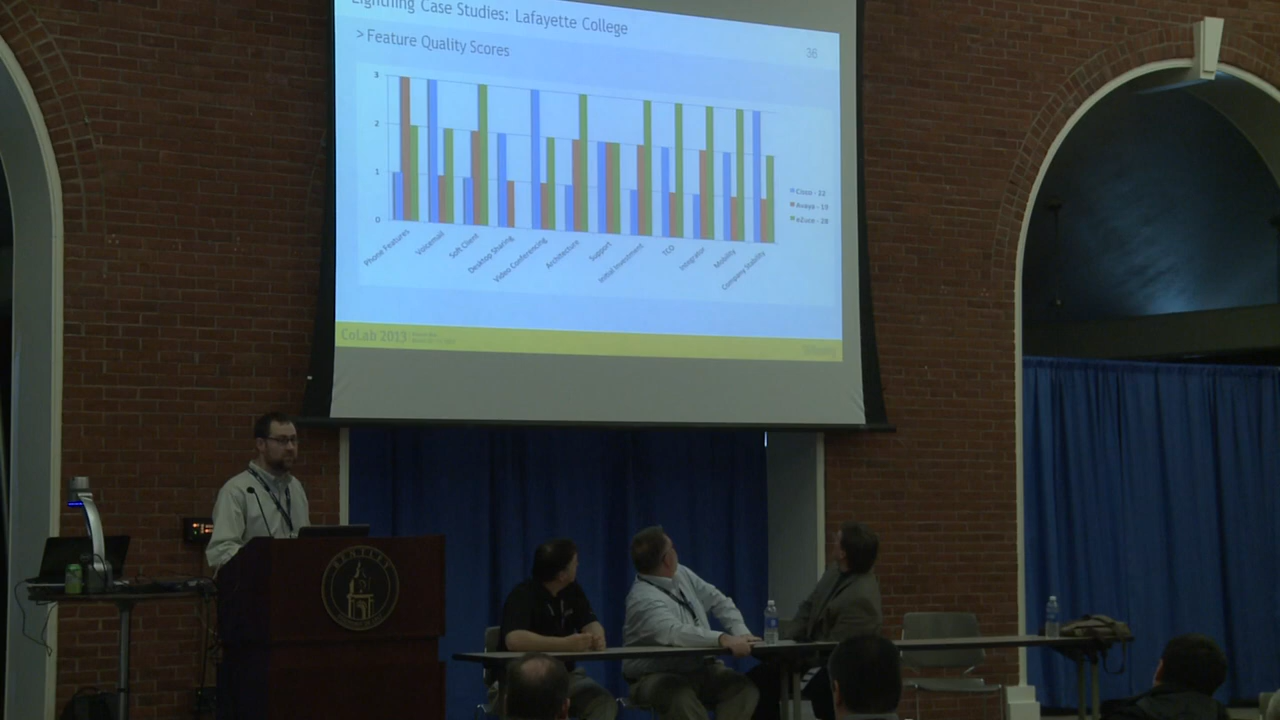 Lightning Case Studies: Lafayette College
> Feature Quality Scores
36
3
2
1
0
Phone Features
Voicemail
Soft Client
Desktop Sharing
Video Conferencing
Architecture
Support
Initial Investment
TCO
Integrator
Mobility
Company Stability
Cisco - 22
Avaya - 19
eZuce - 28
CoLab 2013
BENTLEY